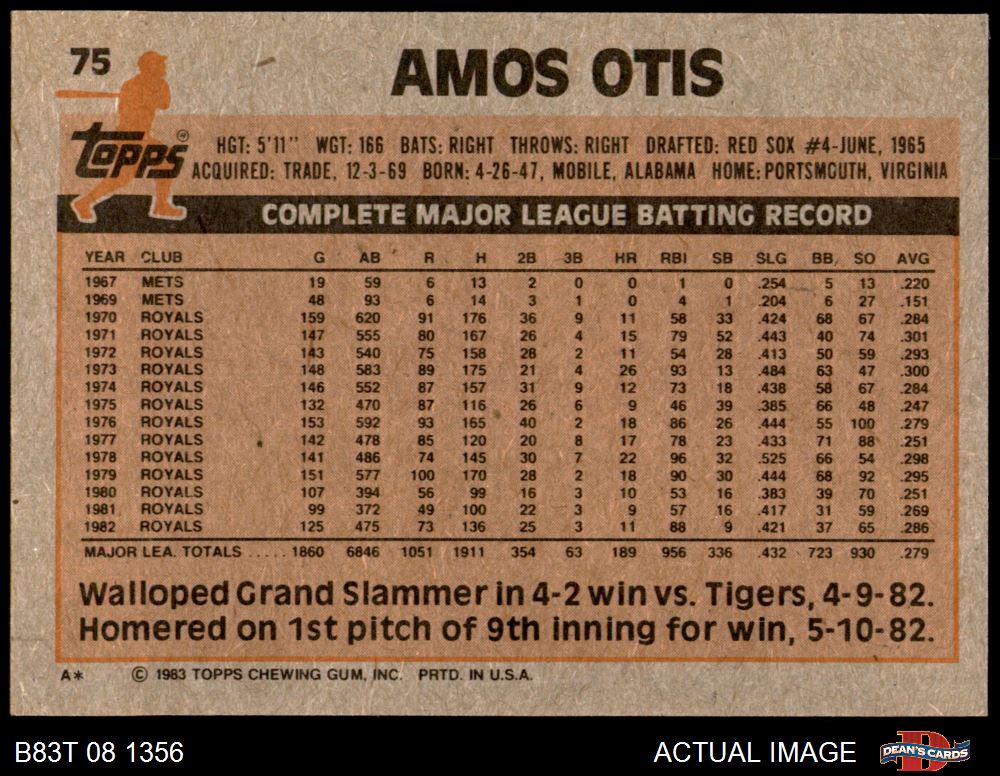 75
AMOS OTIS
Topps®
HGT: 5'11" WGT: 166 BATS: RIGHT THROWS: RIGHT DRAFTED: RED SOX #4-JUNE, 1965
ACQUIRED: TRADE, 12-3-69 BORN: 4-26-47, MOBILE, ALABAMA HOME: PORTSMOUTH, VIRGINIA
COMPLETE MAJOR LEAGUE BATTING RECORD
YEAR CLUB G AB R H 2B 3B HR RBI SB SLG BB SO AVG
1967 METS 19 59 6 13 2 0 0 1 0 .254 5 13 .220
1969 METS 48 93 6 14 3 1 0 4 1 .204 6 27 .151
1970 ROYALS 159 620 91 176 36 9 11 58 33 .424 68 67 .284
1971 ROYALS 147 555 80 167 26 4 15 79 52 .443 40 74 .301
1972 ROYALS 143 540 75 158 28 2 11 54 28 .413 50 59 .293
1973 ROYALS 148 583 89 175 21 4 26 93 13 .484 63 47 .300
1974 ROYALS 146 552 87 157 31 9 12 73 18 .438 58 67 .284
1975 ROYALS 132 470 87 116 26 6 9 46 39 .385 66 48 .247
1976 ROYALS 153 592 93 165 40 2 18 86 26 .444 55 100 .279
1977 ROYALS 142 478 85 120 20 8 17 78 23 .433 71 88 .251
1978 ROYALS 141 486 74 145 30 7 22 96 32 .525 66 54 .298
1979 ROYALS 151 577 100 170 28 2 18 90 30 .444 68 92 .295
1980 ROYALS 107 394 56 99 16 3 10 53 16 .383 39 70 .251
1981 ROYALS 99 372 49 100 22 3 9 57 16 .417 31 59 .269
1982 ROYALS 125 475 73 136 25 3 11 88 9 .421 37 65 .286
MAJOR LEA. TOTALS ..... 1860 6846 1051 1911 354 63 189 956 336 .432 723 930 .279
Walloped Grand Slammer in 4-2 win vs. Tigers, 4-9-82.
Homered on 1st pitch of 9th inning for win, 5-10-82.
A* © 1983 TOPPS CHEWING GUM, INC. PRTD. IN U.S.A.
B83T 08 1356 ACTUAL IMAGE DEAN'S CARDS